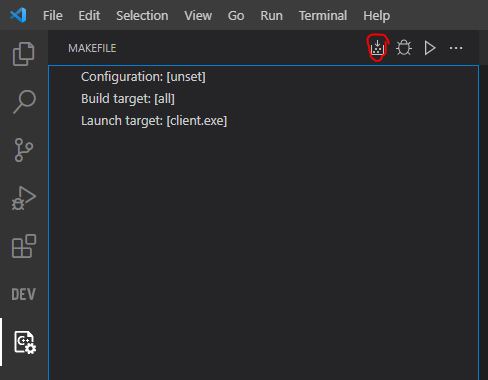 File Edit Selection View Go Run Terminal Help
MAKEFILE
Configuration: [unset]
Build target: [all]
Launch target: [client.exe]
DEV